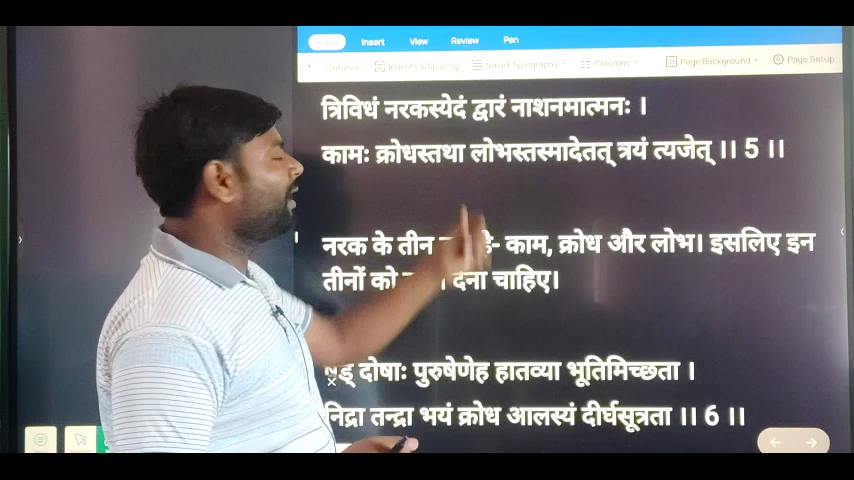 Insert View Review Pen
Indents & Spacing Smart Typography Columns Page Background Page Setup
त्रिविधं नरकस्येदं द्वारं नाशनमात्मनः ।
कामः क्रोधस्तथा लोभस्तस्मादेतत् त्रयं त्यजेत् ।। 5 ।।
नरक के तीन है- काम, क्रोध और लोभ। इसलिए इन
तीनों को देना चाहिए।
षड् दोषाः पुरुषेणेह हातव्या भूतिमिच्छता ।
निद्रा तन्द्रा भयं क्रोध आलस्यं दीर्घसूत्रता ।। 6 ।।